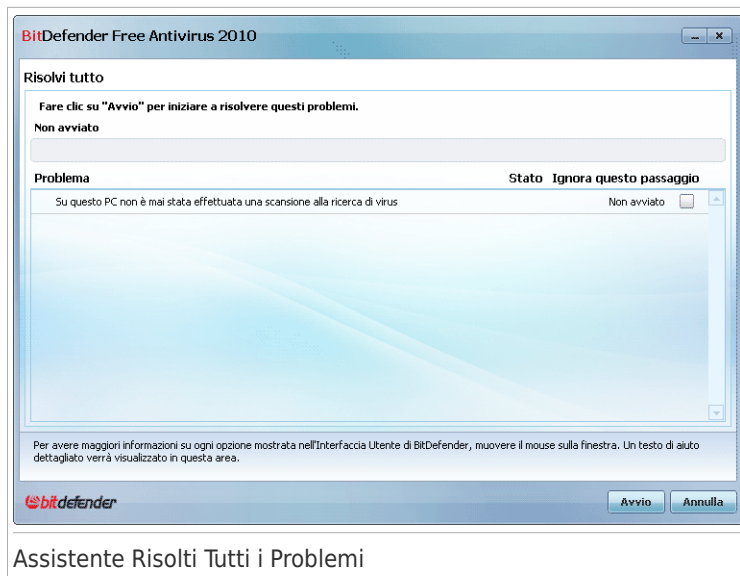 BitDefender Free Antivirus 2010
Risolvi tutto
Fare clic su "Avvio" per iniziare a risolvere questi problemi.
Non avviato
Problema Stato Ignora questo passaggio
Su questo PC non è mai stata effettuata una scansione alla ricerca di virus Non avviato
Per avere maggiori informazioni su ogni opzione mostrata nell'Interfaccia Utente di BitDefender, muovere il mouse sulla finestra. Un testo di aiuto
dettagliato verrà visualizzato in questa area.
bitdefender Avvio Annulla
Assistente Risolti Tutti i Problemi